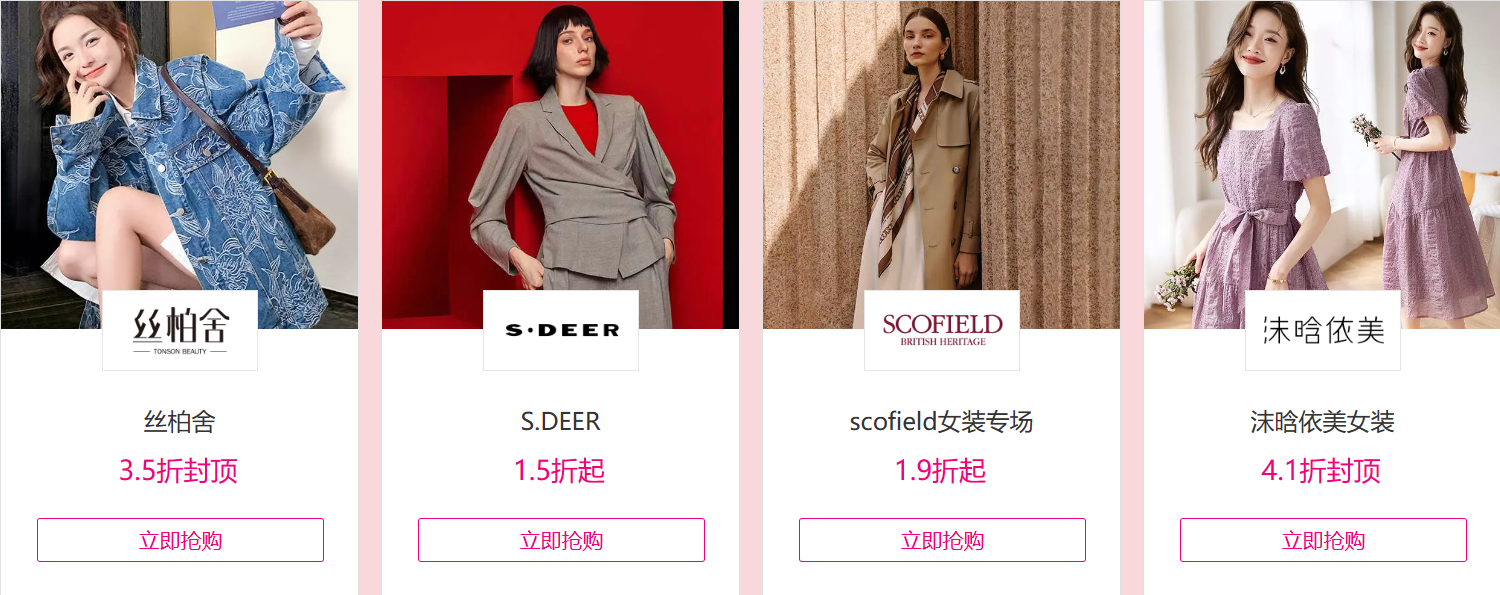 丝柏舍
TONSON BEAUTY
丝柏舍
3.5折封顶
立即抢购
S·DEER
S.DEER
1.5折起
立即抢购
SCOFIELD
BRITISH HERITAGE
scofield女装专场
1.9折起
立即抢购
沫晗依美
沫晗依美女装
4.1折封顶
立即抢购